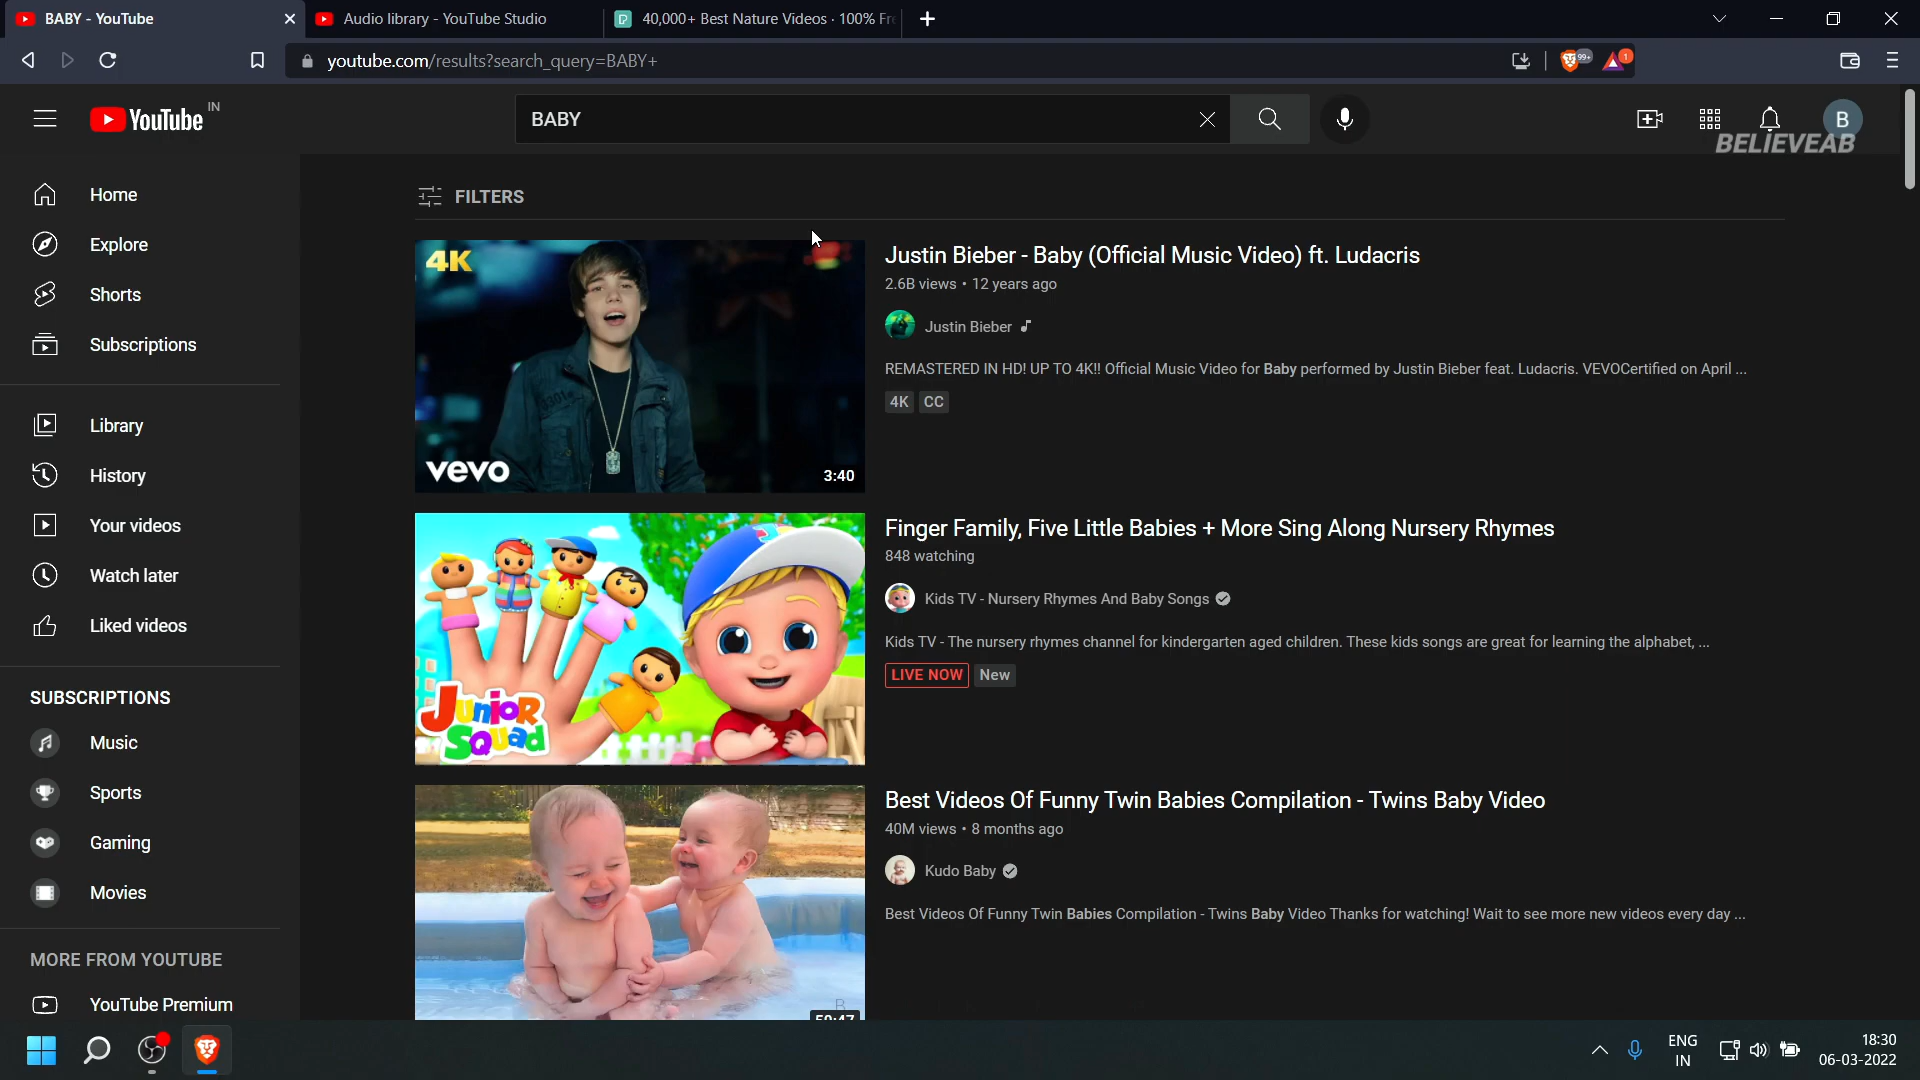 BABY - YouTube
Audio library - YouTube Studio
40,000+ Best Nature Videos · 100% Fr
youtube.com/results?search_query=BABY+
99+
1
YouTube IN
BABY
B
BELIEVEAB
Home
Explore
Shorts
Subscriptions
Library
History
Your videos
Watch later
Liked videos
SUBSCRIPTIONS
Music
Sports
Gaming
Movies
MORE FROM YOUTUBE
YouTube Premium
FILTERS
4K
vevo
3:40
Justin Bieber - Baby (Official Music Video) ft. Ludacris
2.6B views • 12 years ago
Justin Bieber
REMASTERED IN HD! UP TO 4K!! Official Music Video for Baby performed by Justin Bieber feat. Ludacris. VEVOCertified on April ...
4K CC
JUNIOR
SQUAD
Finger Family, Five Little Babies + More Sing Along Nursery Rhymes
848 watching
Kids TV - Nursery Rhymes And Baby Songs
Kids TV - The nursery rhymes channel for kindergarten aged children. These kids songs are great for learning the alphabet, ...
LIVE NOW New
Best Videos Of Funny Twin Babies Compilation - Twins Baby Video
40M views • 8 months ago
Kudo Baby
Best Videos Of Funny Twin Babies Compilation - Twins Baby Video Thanks for watching! Wait to see more new videos every day ...
ENG
IN
18:30
06-03-2022